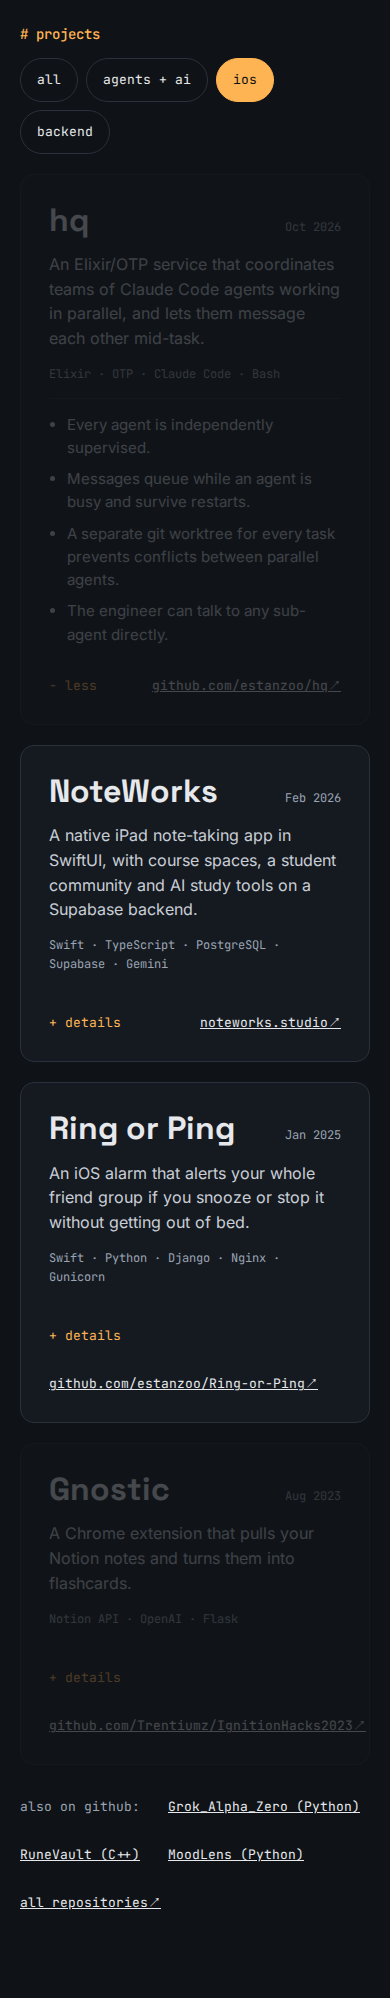 # projects
all agents + ai ios
backend
hq Oct 2026
An Elixir/OTP service that coordinates
teams of Claude Code agents working
in parallel, and lets them message
each other mid-task.
Elixir · OTP · Claude Code · Bash
• Every agent is independently
supervised.
• Messages queue while an agent is
busy and survive restarts.
• A separate git worktree for every task
prevents conflicts between parallel
agents.
• The engineer can talk to any sub-
agent directly.
- less github.com/estanzoo/hq↗
NoteWorks Feb 2026
A native iPad note-taking app in
SwiftUI, with course spaces, a student
community and AI study tools on a
Supabase backend.
Swift · TypeScript · PostgreSQL ·
Supabase · Gemini
+ details noteworks.studio↗
Ring or Ping Jan 2025
An iOS alarm that alerts your whole
friend group if you snooze or stop it
without getting out of bed.
Swift · Python · Django · Nginx ·
Gunicorn
+ details
github.com/estanzoo/Ring-or-Ping↗
Gnostic Aug 2023
A Chrome extension that pulls your
Notion notes and turns them into
flashcards.
Notion API · OpenAI · Flask
+ details
github.com/Trentiumz/IgnitionHacks2023↗
also on github: Grok_Alpha_Zero (Python)
RuneVault (C++) MoodLens (Python)
all repositories↗